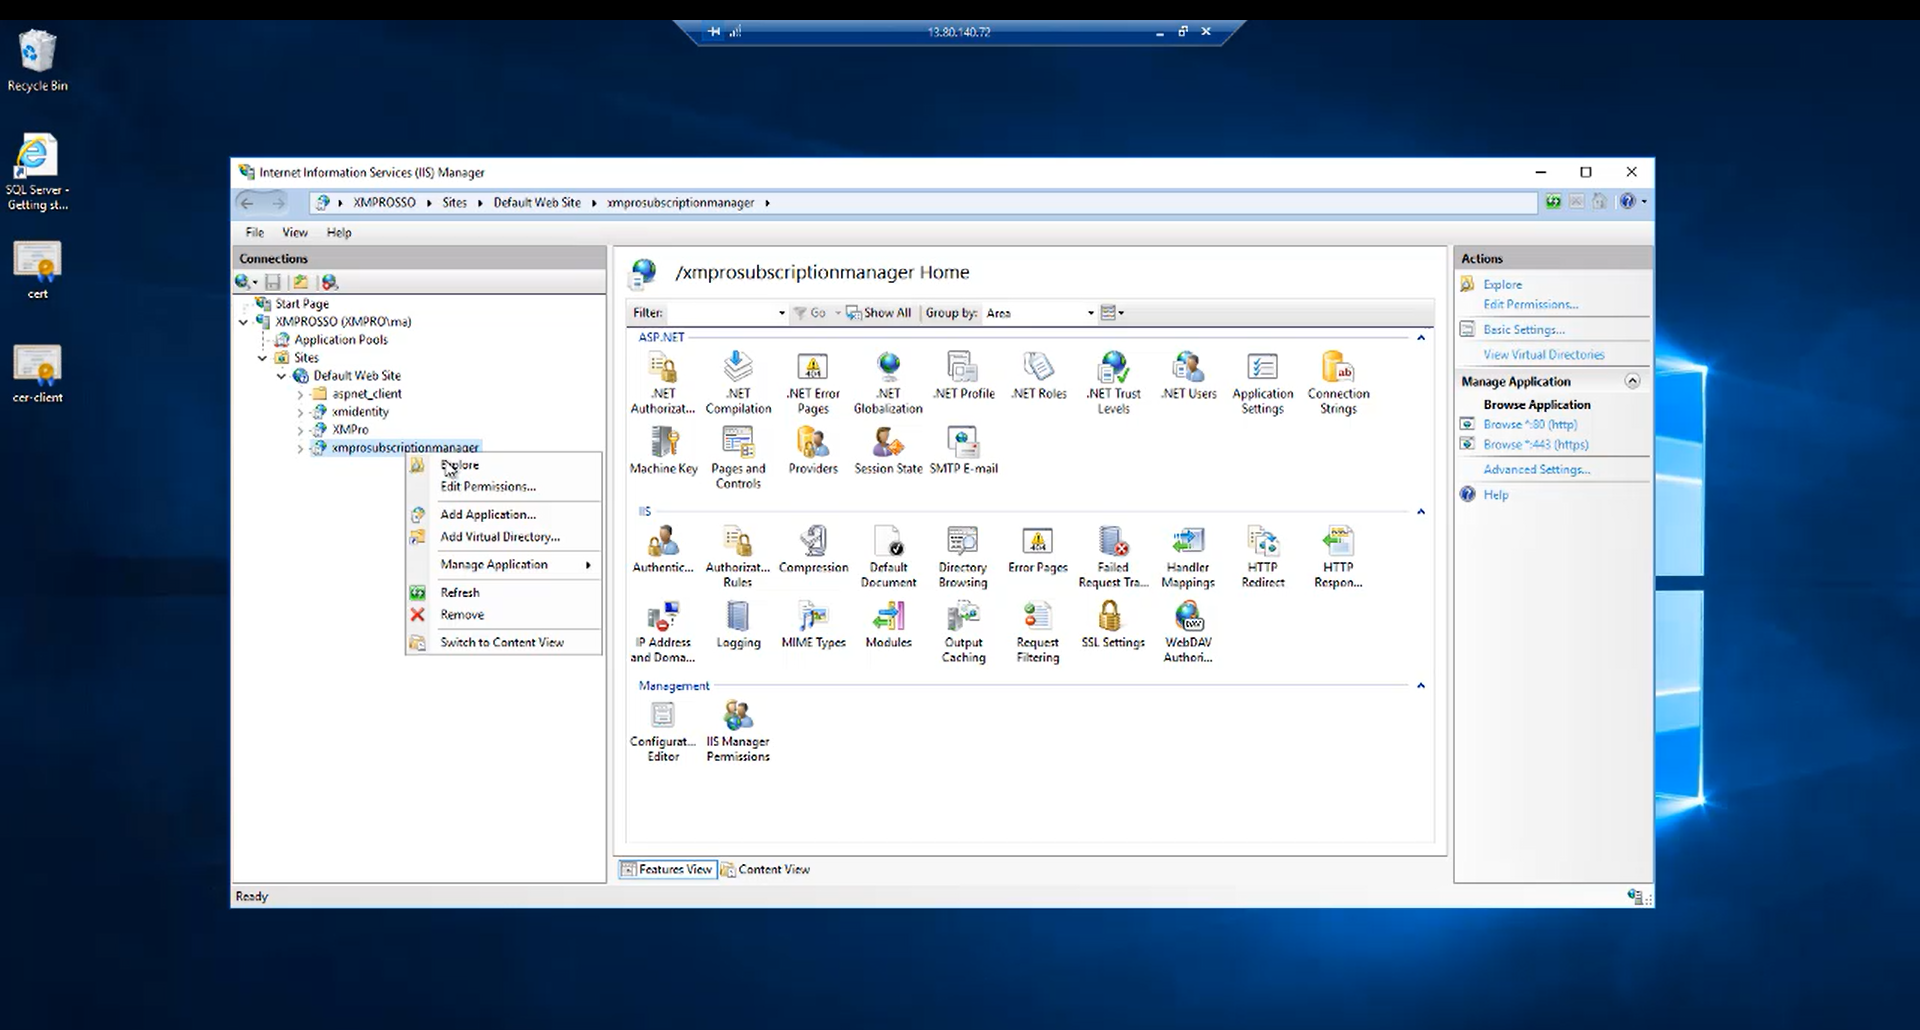 13.80.140.72
Recycle Bin
SQL Server -
Getting st...
cert
cer-client
Internet Information Services (IIS) Manager
XMPROSSO
Sites
Default Web Site
xmprosubscriptionmanager
File
View
Help
Connections
Start Page
XMPROSSO (XMPRO\ma)
Application Pools
Sites
Default Web Site
aspnet_client
xmidentity
XMPro
xmprosubscriptionmanager
Explore
Edit Permissions...
Add Application...
Add Virtual Directory...
Manage Application
Refresh
Remove
Switch to Content View
/xmprosubscriptionmanager Home
Filter:
Go
Show All
Group by:
Area
ASP.NET
.NET
Authorizat...
.NET
Compilation
.NET Error
Pages
.NET
Globalization
.NET Profile
.NET Roles
.NET Trust
Levels
.NET Users
Application
Settings
Connection
Strings
Machine Key
Pages and
Controls
Providers
Session State
SMTP E-mail
IIS
Authentic...
Authorizat...
Rules
Compression
Default
Document
Directory
Browsing
Error Pages
Failed
Request Tra...
Handler
Mappings
HTTP
Redirect
HTTP
Respon...
IP Address
and Doma...
Logging
MIME Types
Modules
Output
Caching
Request
Filtering
SSL Settings
WebDAV
Authori...
Management
Configurat...
Editor
IIS Manager
Permissions
Features View
Content View
Actions
Explore
Edit Permissions...
Basic Settings...
View Virtual Directories
Manage Application
Browse Application
Browse *:80 (http)
Browse *:443 (https)
Advanced Settings...
Help
Ready